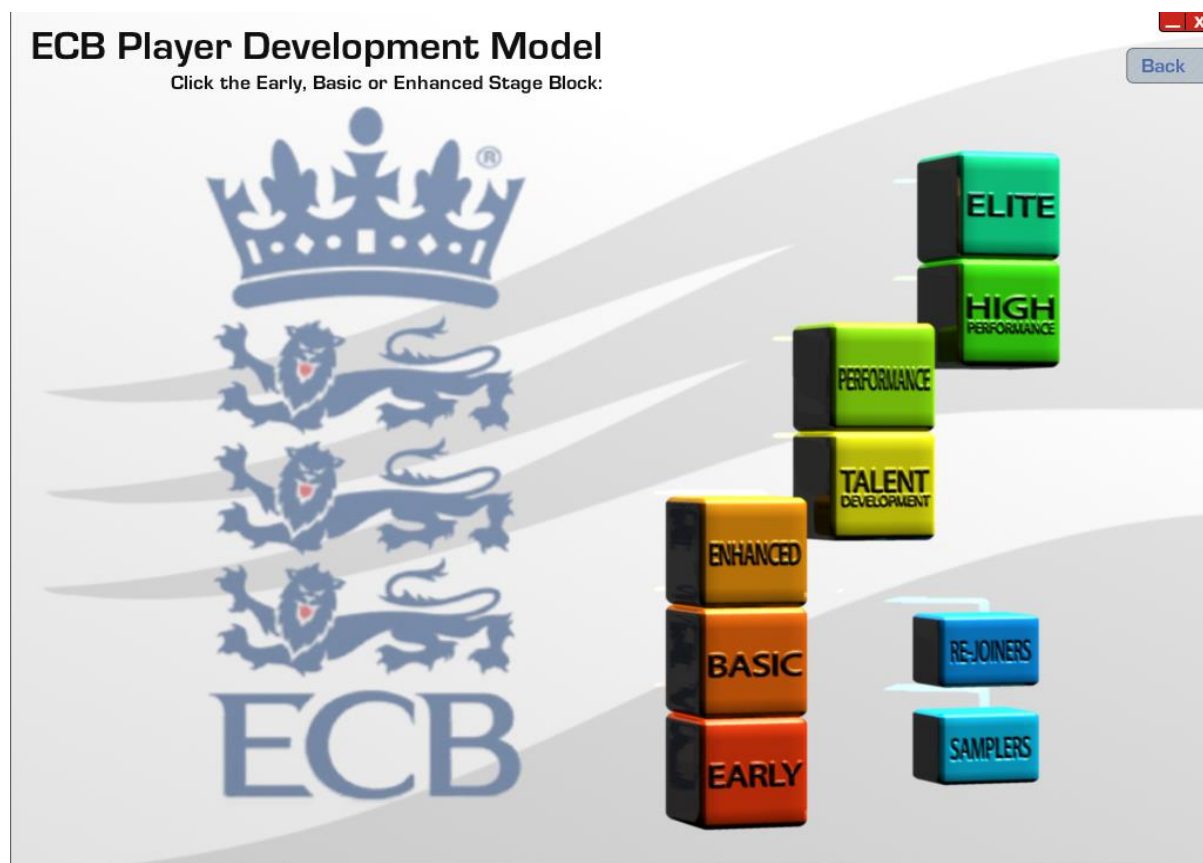 ECB Player Development Model
Click the Early, Basic or Enhanced Stage Block:
_ X
Back
®
ELITE
HIGH
PERFORMANCE
PERFORMANCE
TALENT
DEVELOPMENT
ENHANCED
BASIC
EARLY
RE-JOINERS
SAMPLERS
ECB